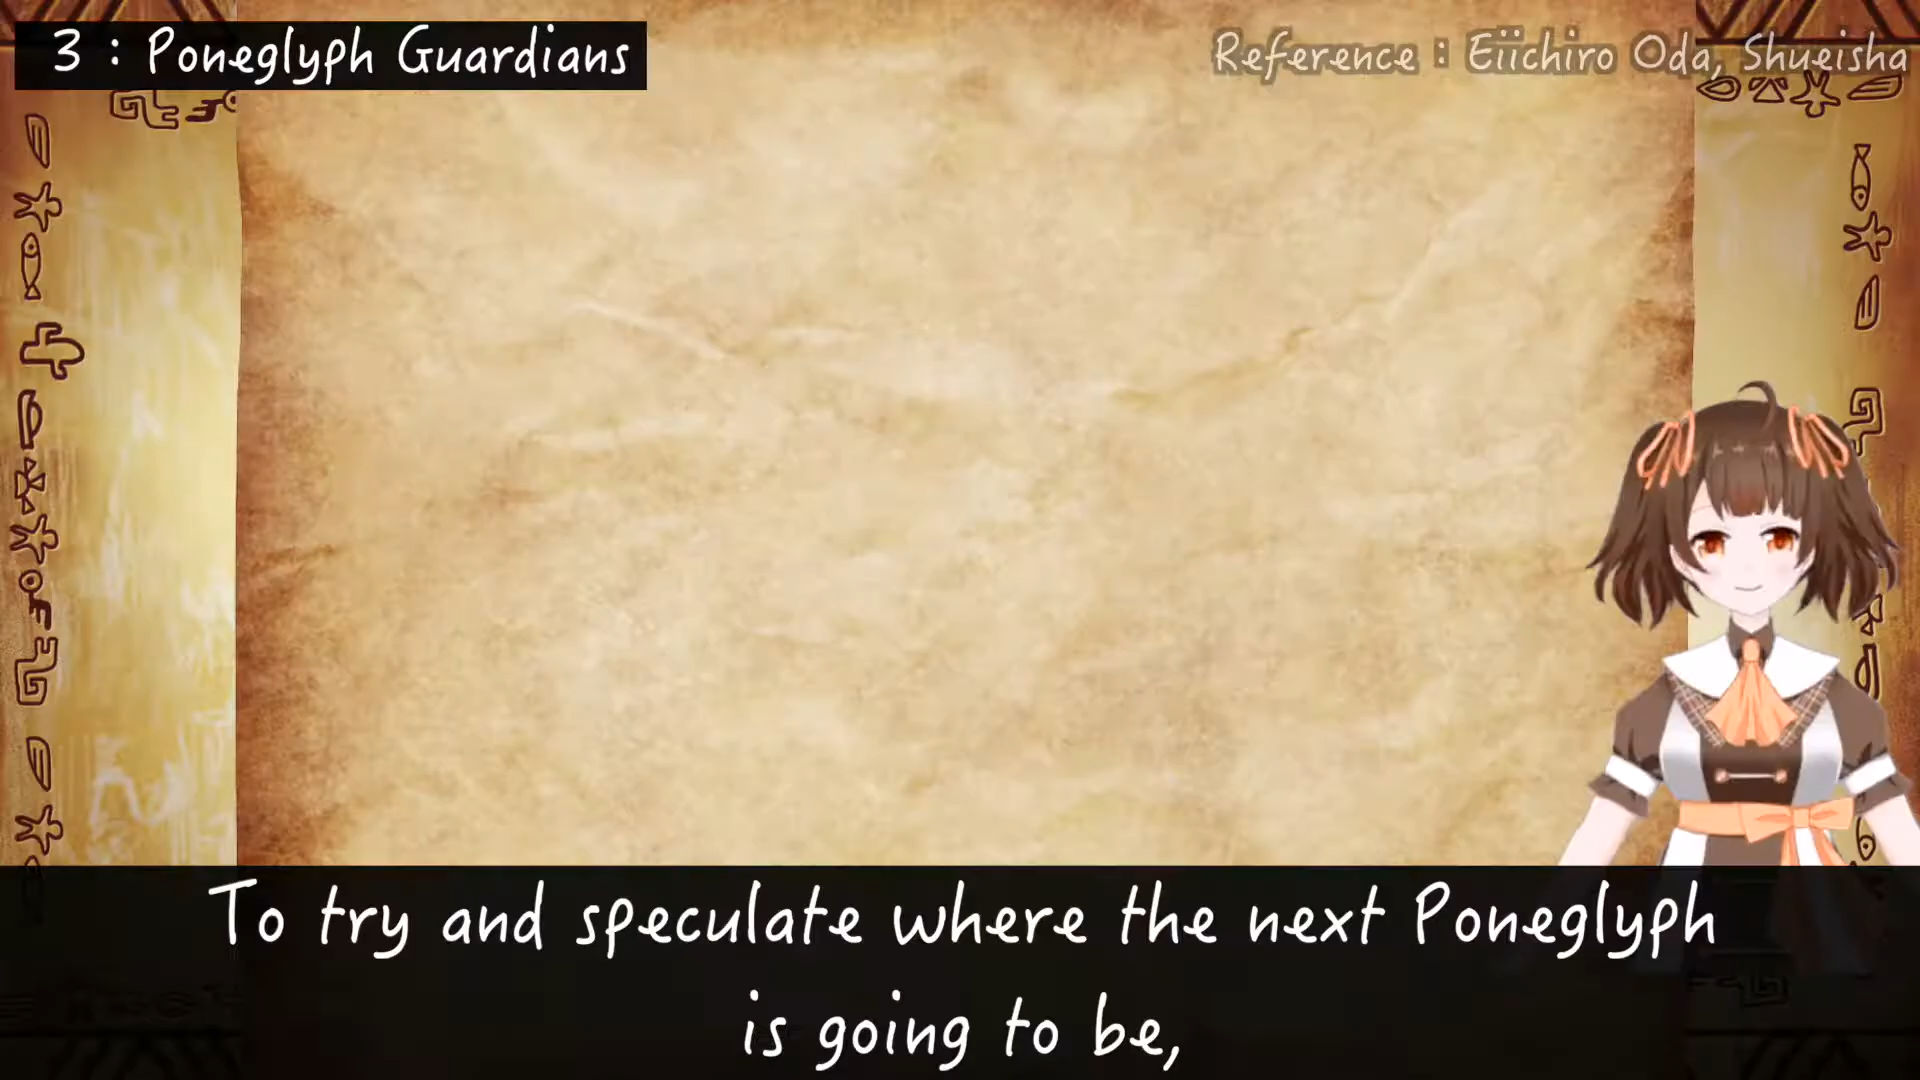 3 : Poneglyph Guardians
Reference : Eiichiro Oda, Shueisha
To try and speculate where the next Poneglyph
is going to be,